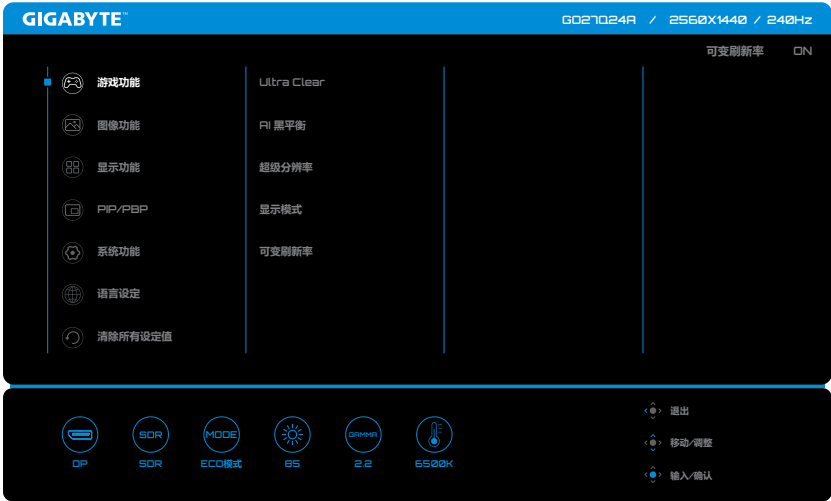 GIGABYTE™
GO27Q24A / 2560X1440 / 240Hz
可变刷新率 ON
游戏功能
图像功能
显示功能
PIP/PBP
系统功能
语言设定
清除所有设定值
Ultra Clear
AI 黑平衡
超级分辨率
显示模式
可变刷新率
SDR
MODE
GAMMA
DP
SDR
ECO模式
85
2.2
6500K
退出
移动/调整
输入/确认